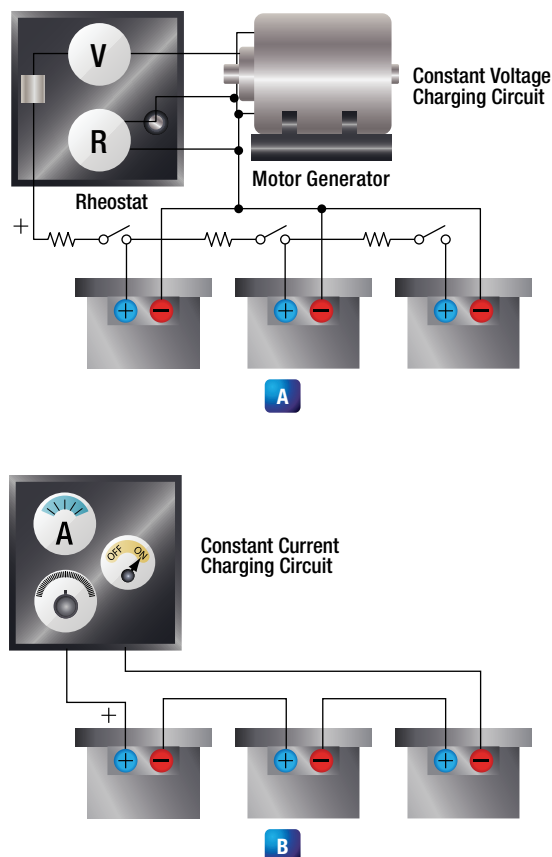 V
R
Constant Voltage
Charging Circuit
Motor Generator
Rheostat
+
+ − + − + −
A
A
OFF ON
Constant Current
Charging Circuit
+
+ − + − + −
B